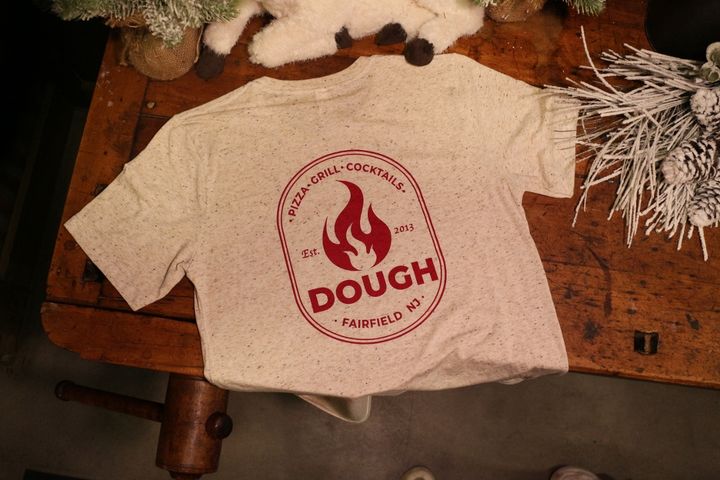 PIZZA • GRILL • COCKTAILS •
Est. 2013
DOUGH
• FAIRFIELD NJ •